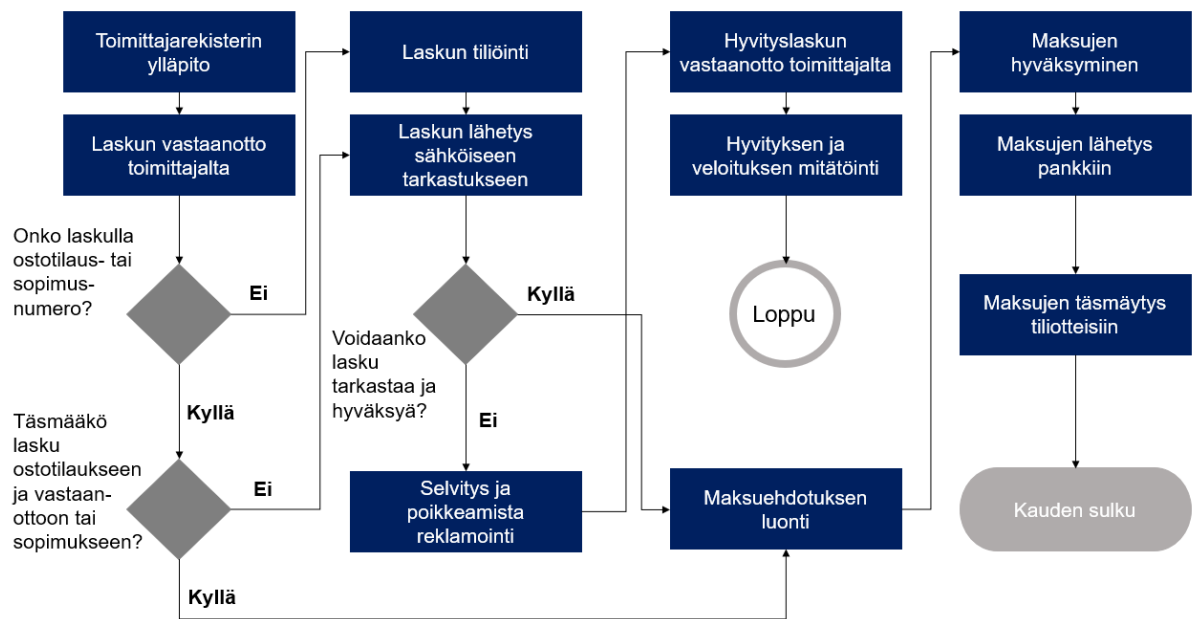 Toimittajarekisterin
ylläpito
Laskun vastaanotto
toimittajalta
Onko laskulla
ostotilaus- tai
sopimus-
numero?
Ei
Kyllä
Täsmääkö
lasku
ostotilaukseen
ja vastaan-
ottoon tai
sopimukseen?
Ei
Kyllä
Laskun tiliöinti
Laskun lähetys
sähköiseen
tarkastukseen
Kyllä
Voidaanko
lasku
tarkastaa ja
hyväksyä?
Ei
Selvitys ja
poikkeamista
reklamointi
Hyvityslaskun
vastaanotto toimittajalta
Hyvityksen ja
veloituksen mitätöinti
Loppu
Maksuehdotuksen
luonti
Maksujen
hyväksyminen
Maksujen lähetys
pankkiin
Maksujen täsmäytys
tiliotteisiin
Kauden sulku